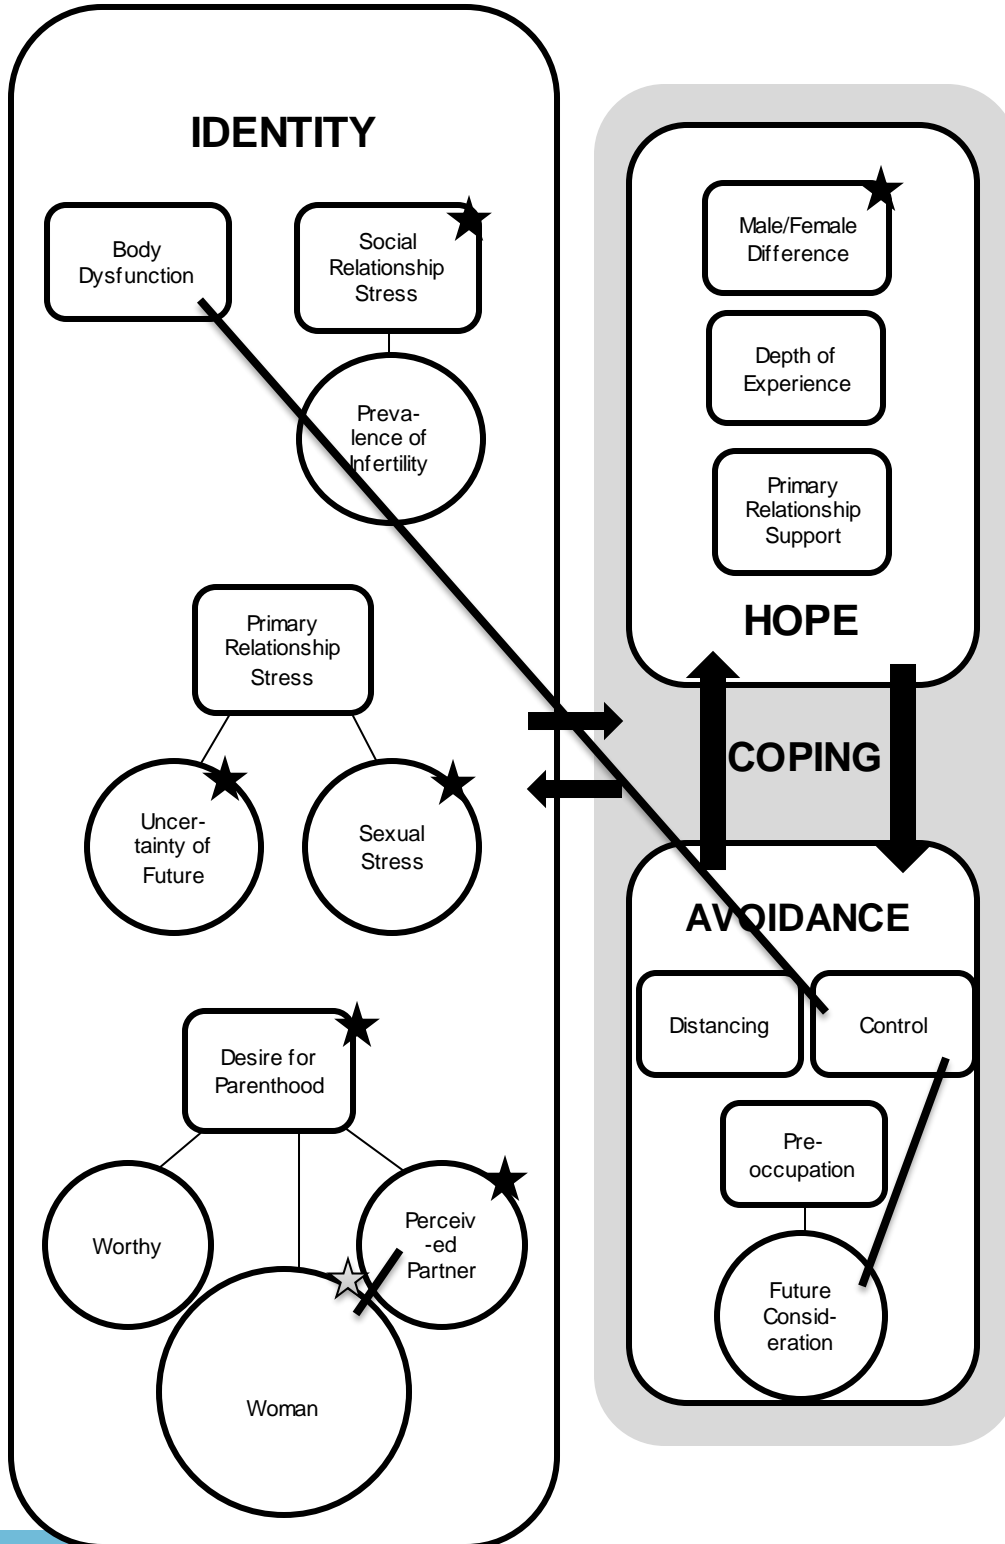 IDENTITY
Body
Dysfunction
Social
Relationship
Stress
Preva-
lence of
Infertility
Primary
Relationship
Stress
Uncer-
tainty of
Future
Sexual
Stress
Desire for
Parenthood
Worthy
Perceiv
-ed
Partner
Woman
Male/Female
Difference
Depth of
Experience
Primary
Relationship
Support
HOPE
COPING
AVOIDANCE
Distancing
Control
Pre-
occupation
Future
Consid-
eration